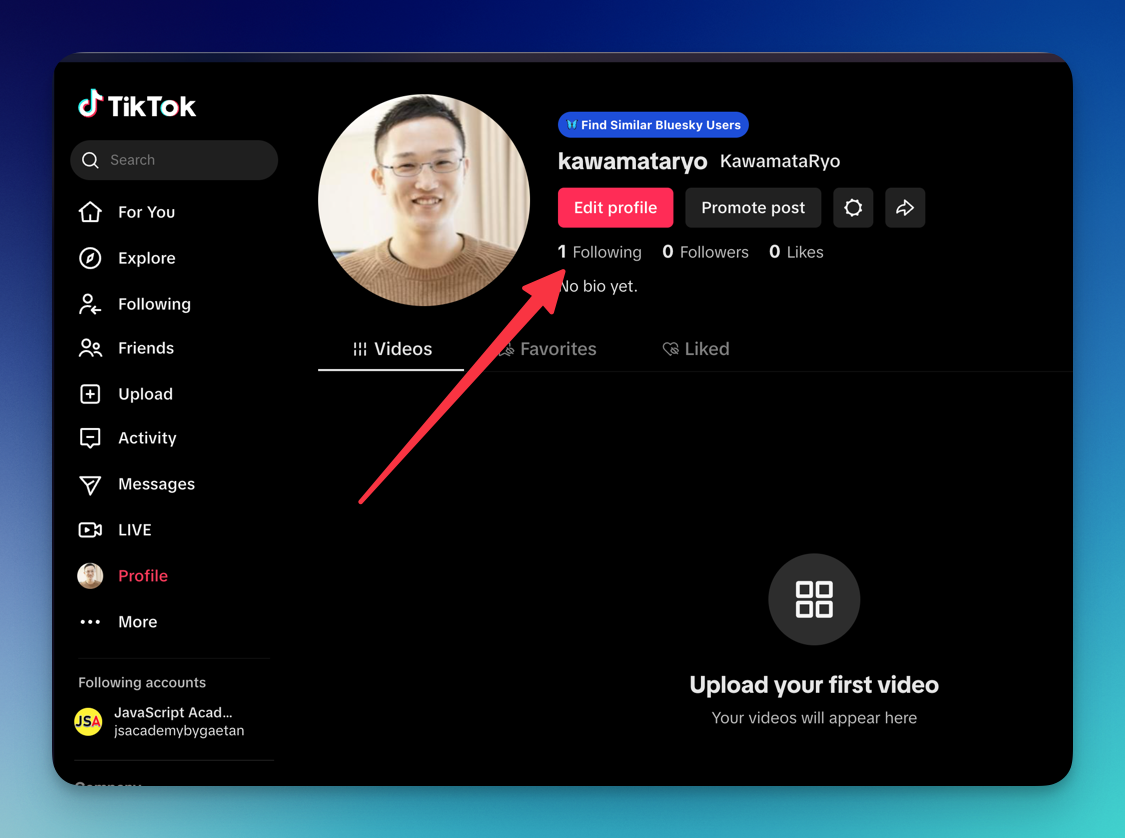 TikTok
Search
For You
Explore
Following
Friends
Upload
Activity
Messages
LIVE
Profile
More
Following accounts
JSA
JavaScript Acad...
jsacademybygaetan
Find Similar Bluesky Users
kawamataryo KawamataRyo
Edit profile Promote post
1 Following 0 Followers 0 Likes
No bio yet.
Videos Favorites Liked
Upload your first video
Your videos will appear here